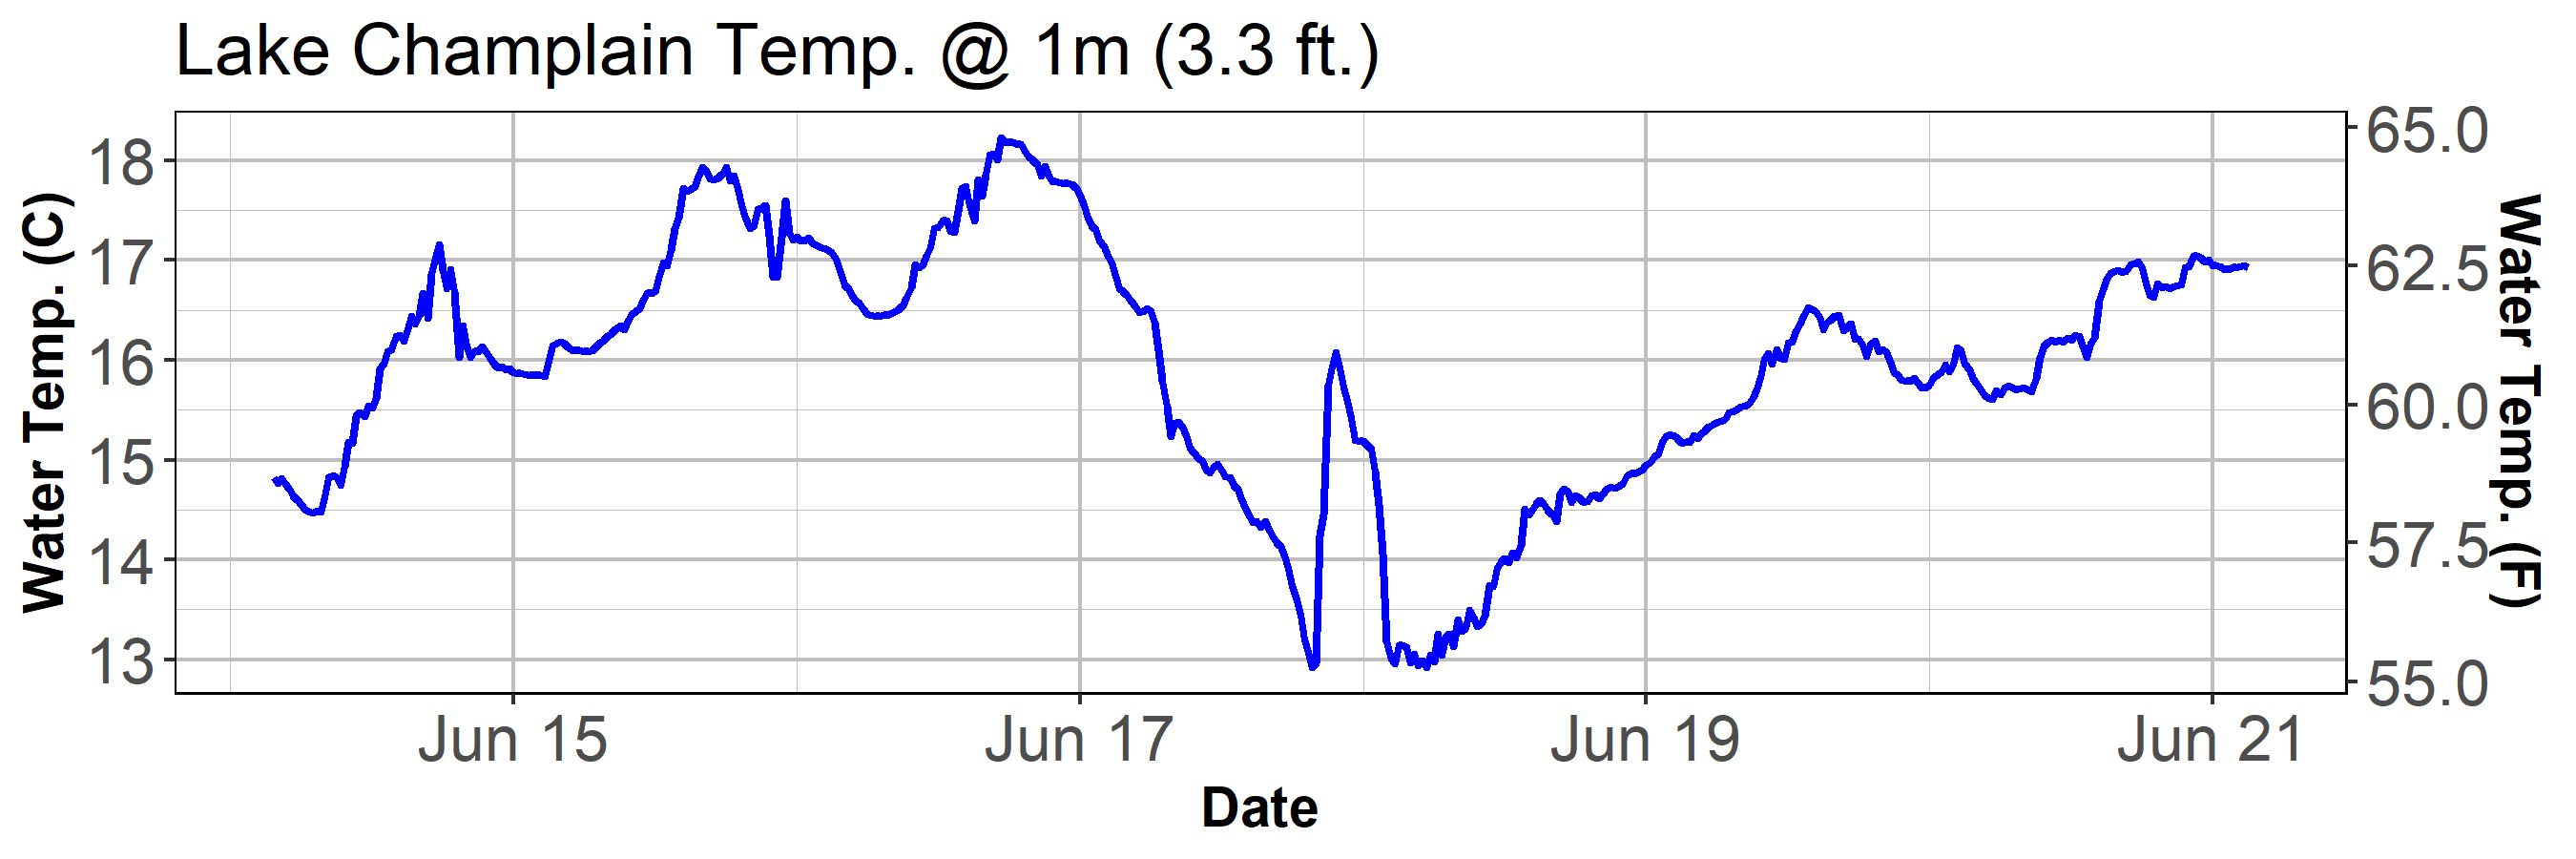 Lake Champlain Temp. @ 1m (3.3 ft.)
Water Temp. (C)
18
17
16
15
14
13
65.0
62.5
60.0
57.5
55.0
Water Temp. (F)
Jun 15
Jun 17
Jun 19
Jun 21
Date